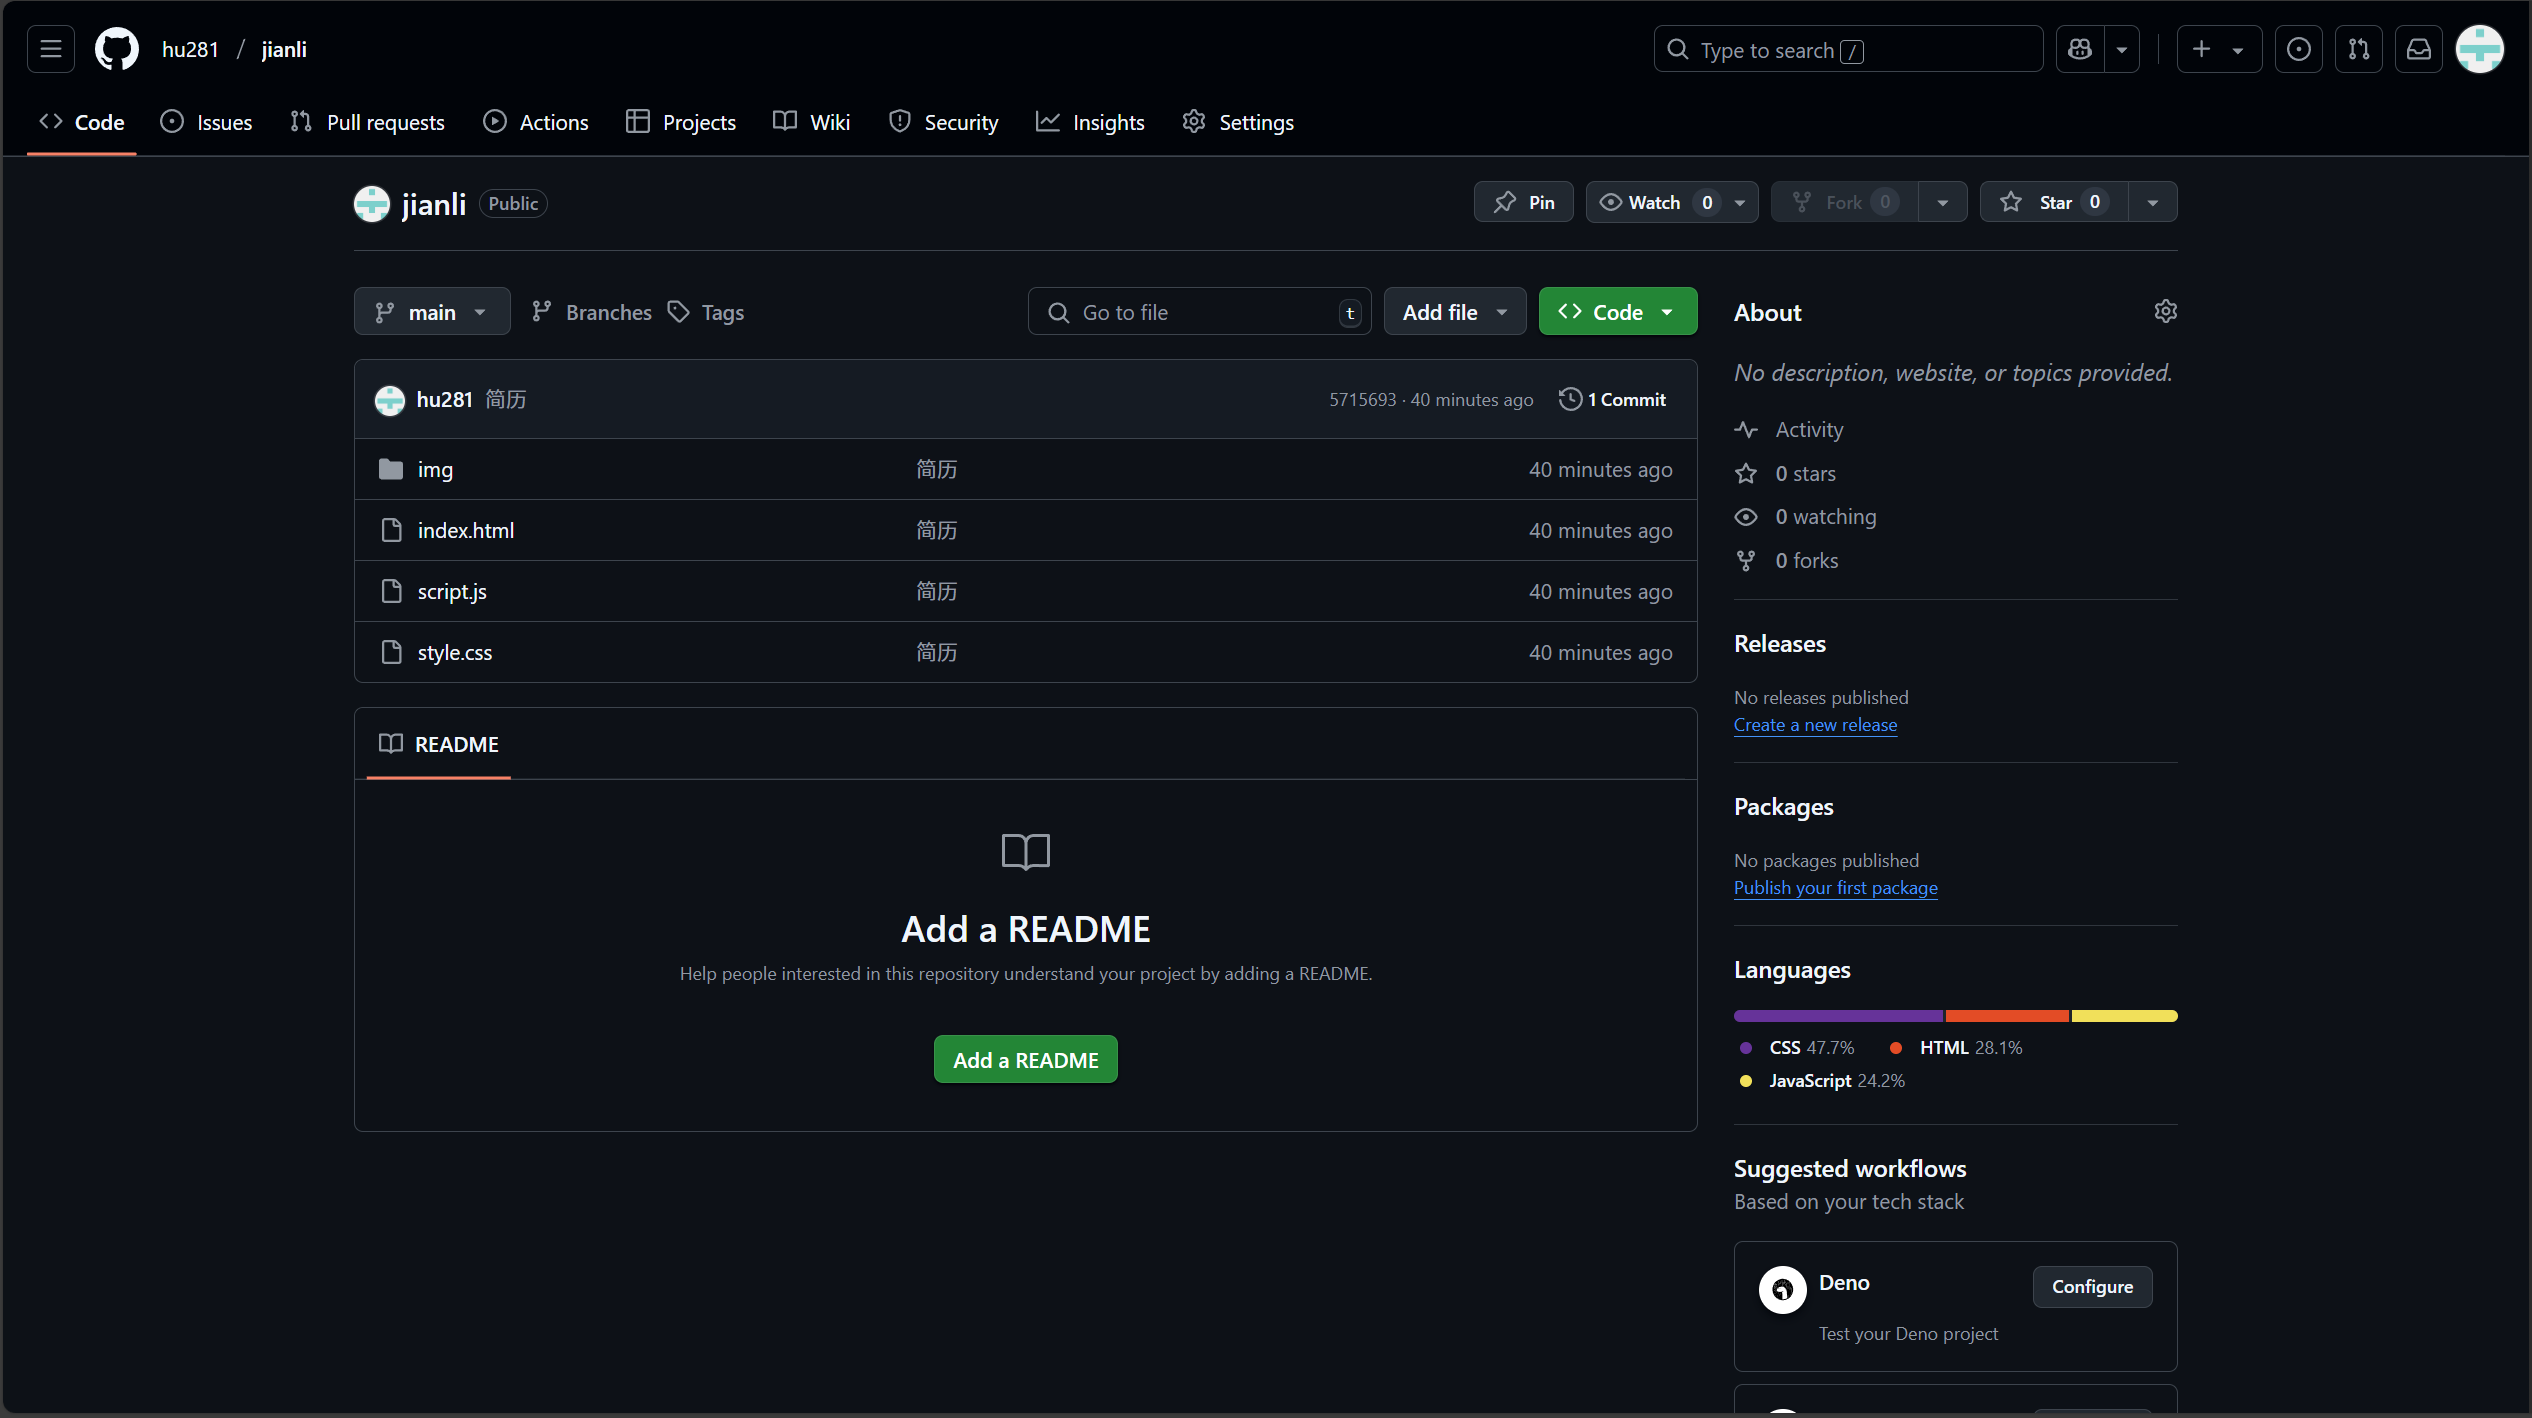 hu281 / jianli
Type to search /
Code Issues Pull requests Actions Projects Wiki Security Insights Settings
jianli Public
Pin Watch 0 Fork 0 Star 0
main Branches Tags Go to file t Add file Code
hu281 简历 5715693 · 40 minutes ago 1 Commit
img 简历 40 minutes ago
index.html 简历 40 minutes ago
script.js 简历 40 minutes ago
style.css 简历 40 minutes ago
README
Add a README
Help people interested in this repository understand your project by adding a README.
Add a README
About
No description, website, or topics provided.
Activity
0 stars
0 watching
0 forks
Releases
No releases published
Create a new release
Packages
No packages published
Publish your first package
Languages
CSS 47.7% HTML 28.1%
JavaScript 24.2%
Suggested workflows
Based on your tech stack
Deno Configure
Test your Deno project